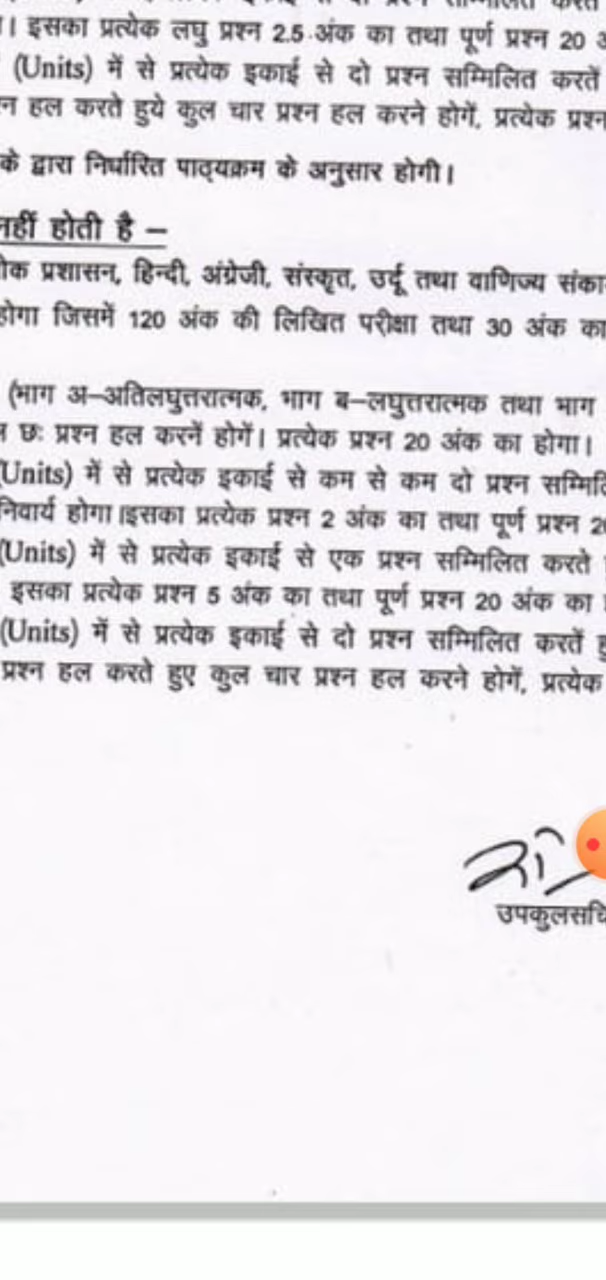 इसका प्रत्येक लघु प्रश्न 2.5 अंक का तथा पूर्ण प्रश्न 20
(Units) में से प्रत्येक इकाई से दो प्रश्न सम्मिलित करतें
हल करते हुये कुल चार प्रश्न हल करने होगें, प्रत्येक प्रश्न
के द्वारा निर्धारित पाठ्यक्रम के अनुसार होगी।
नहीं होती है –
प्रशासन, हिन्दी, अंग्रेजी, संस्कृत, उर्दू तथा वाणिज्य
होगा जिसमें 120 अंक की लिखित परीक्षा तथा 30 अंक का
(भाग अ–अतिलघुत्तरात्मक, भाग ब–लघुत्तरात्मक तथा भाग
छः प्रश्न हल करनें होगें। प्रत्येक प्रश्न 20 अंक का होगा।
(Units) में से प्रत्येक इकाई से कम से कम दो प्रश्न
होगा।इसका प्रत्येक प्रश्न 2 अंक का तथा पूर्ण प्रश्न
(Units) में से प्रत्येक इकाई से एक प्रश्न सम्मिलित करते
इसका प्रत्येक प्रश्न 5 अंक का तथा पूर्ण प्रश्न 20 अंक का
(Units) में से प्रत्येक इकाई से दो प्रश्न सम्मिलित करतें
प्रश्न हल करते हुए कुल चार प्रश्न हल करने होगें, प्रत्येक